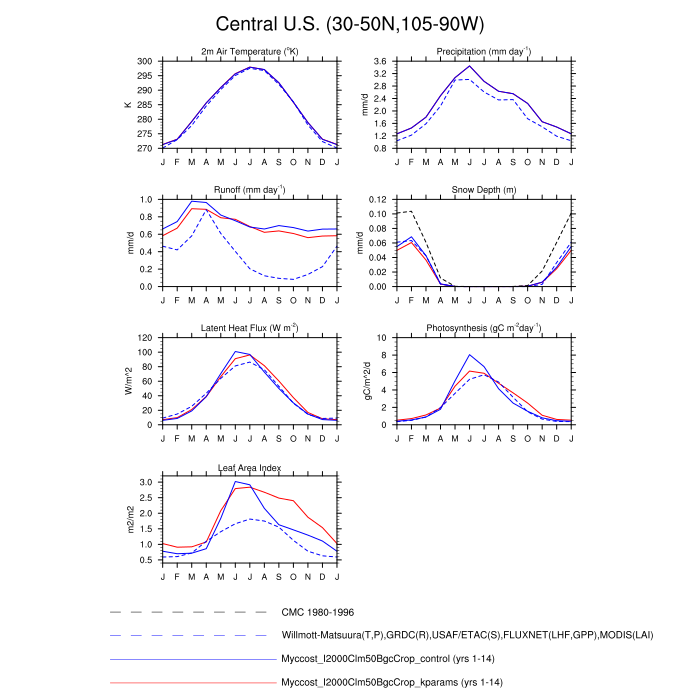 Central U.S. (30-50N,105-90W)
2m Air Temperature (°K)
K
300
295
290
285
280
275
270
J F M A M J J A S O N D J
Precipitation (mm day-1)
mm/d
3.6
3.2
2.8
2.4
2.0
1.6
1.2
0.8
J F M A M J J A S O N D J
Runoff (mm day-1)
mm/d
1.0
0.8
0.6
0.4
0.2
0.0
J F M A M J J A S O N D J
Snow Depth (m)
mm/d
0.12
0.10
0.08
0.06
0.04
0.02
0.00
J F M A M J J A S O N D J
Latent Heat Flux (W m-2)
W/m^2
120
100
80
60
40
20
0
J F M A M J J A S O N D J
Photosynthesis (gC m-2day-1)
gC/m^2/d
10
8
6
4
2
0
J F M A M J J A S O N D J
Leaf Area Index
m2/m2
3.0
2.5
2.0
1.5
1.0
0.5
J F M A M J J A S O N D J
CMC 1980-1996
Willmott-Matsuura(T,P),GRDC(R),USAF/ETAC(S),FLUXNET(LHF,GPP),MODIS(LAI)
Myccost_I2000Clm50BgcCrop_control (yrs 1-14)
Myccost_I2000Clm50BgcCrop_kparams (yrs 1-14)